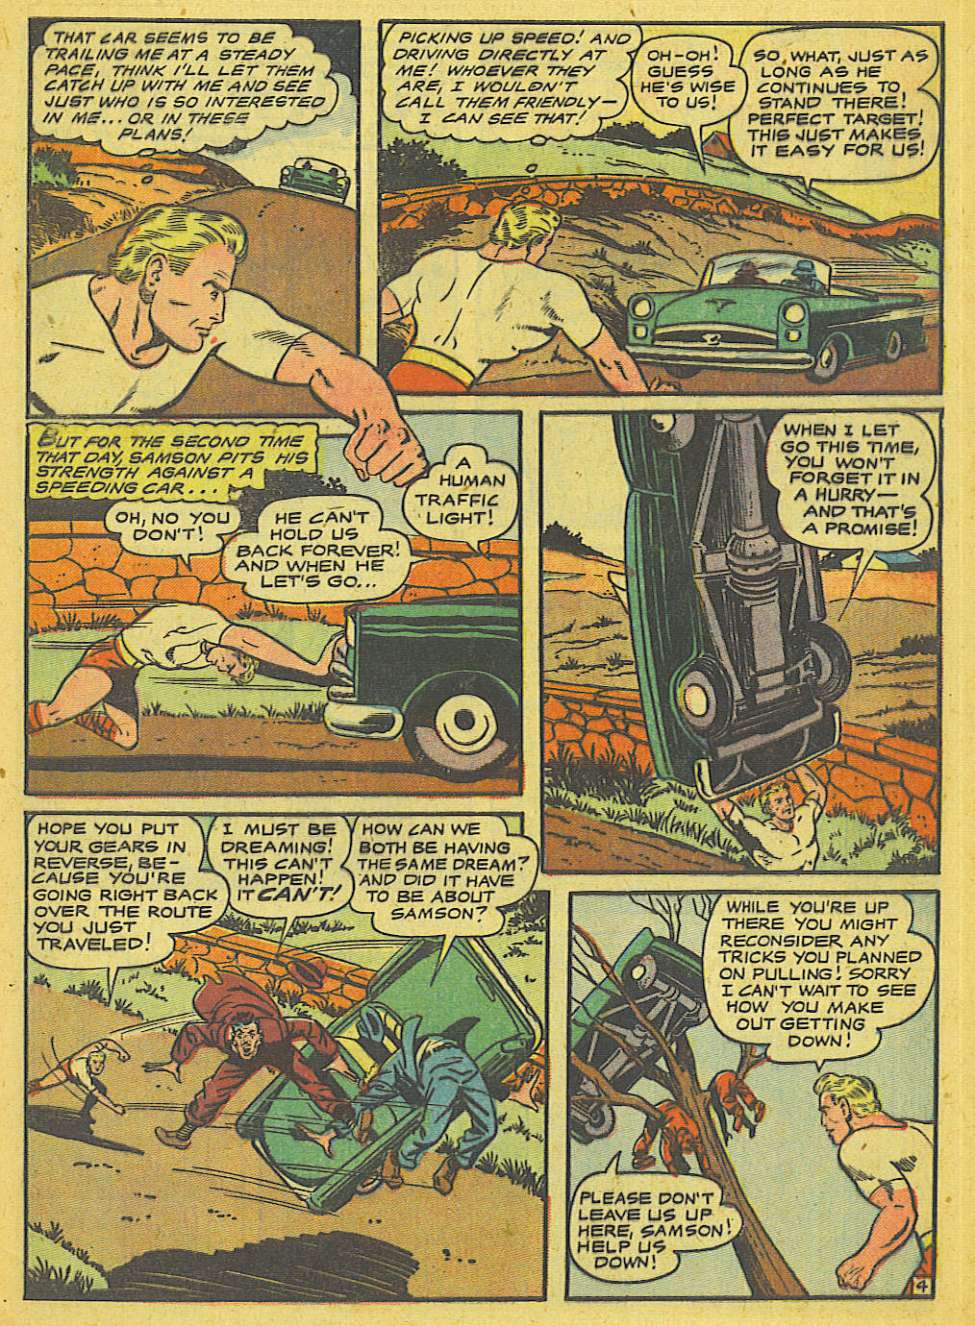 THAT CAR SEEMS TO BE
TRAILING ME AT A STEADY
PACE, THINK I'LL LET THEM
CATCH UP WITH ME AND SEE
JUST WHO IS SO INTERESTED
IN ME... OR IN THESE
PLANS!
PICKING UP SPEED! AND
DRIVING DIRECTLY AT
ME! WHOEVER THEY
ARE, I WOULDN'T
CALL THEM FRIENDLY—
I CAN SEE THAT!
OH-OH!
GUESS
HE'S WISE
TO US!
SO, WHAT, JUST AS
LONG AS HE
CONTINUES TO
STAND THERE!
PERFECT TARGET!
THIS JUST MAKES
IT EASY FOR US!
BUT FOR THE SECOND TIME
THAT DAY, SAMSON PITS HIS
STRENGTH AGAINST A
SPEEDING CAR...
OH, NO YOU
DON'T!
HE CAN'T
HOLD US
BACK FOREVER!
AND WHEN HE
LET'S GO...
A
HUMAN
TRAFFIC
LIGHT!
WHEN I LET
GO THIS TIME,
YOU WON'T
FORGET IT IN
A HURRY—
AND THAT'S
A PROMISE!
HOPE YOU PUT
YOUR GEARS IN
REVERSE, BE-
CAUSE YOU'RE
GOING RIGHT BACK
OVER THE ROUTE
YOU JUST
TRAVELED!
I MUST BE
DREAMING!
THIS CAN'T
HAPPEN!
IT CAN'T!
HOW CAN WE
BOTH BE HAVING
THE SAME DREAM?
AND DID IT HAVE
TO BE ABOUT
SAMSON?
WHILE YOU'RE UP
THERE YOU MIGHT
RECONSIDER ANY
TRICKS YOU PLANNED
ON PULLING! SORRY
I CAN'T WAIT TO SEE
HOW YOU MAKE
OUT GETTING
DOWN!
PLEASE DON'T
LEAVE US UP
HERE, SAMSON!
HELP US
DOWN!
4